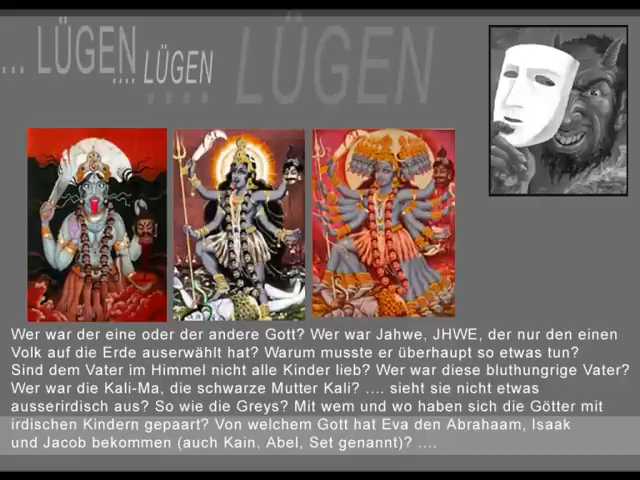 ... LÜGEN .... LÜGEN .... LÜGEN
Wer war der eine oder der andere Gott? Wer war Jahwe, JHWE, der nur den einen
Volk auf die Erde auserwählt hat? Warum musste er überhaupt so etwas tun?
Sind dem Vater im Himmel nicht alle Kinder lieb? Wer war diese bluthungrige Vater?
Wer war die Kali-Ma, die schwarze Mutter Kali? .... sieht sie nicht etwas
ausserirdisch aus? So wie die Greys? Mit wem und wo haben sich die Götter mit
irdischen Kindern gepaart? Von welchem Gott hat Eva den Abrahaam, Isaak
und Jacob bekommen (auch Kain, Abel, Set genannt)? ....